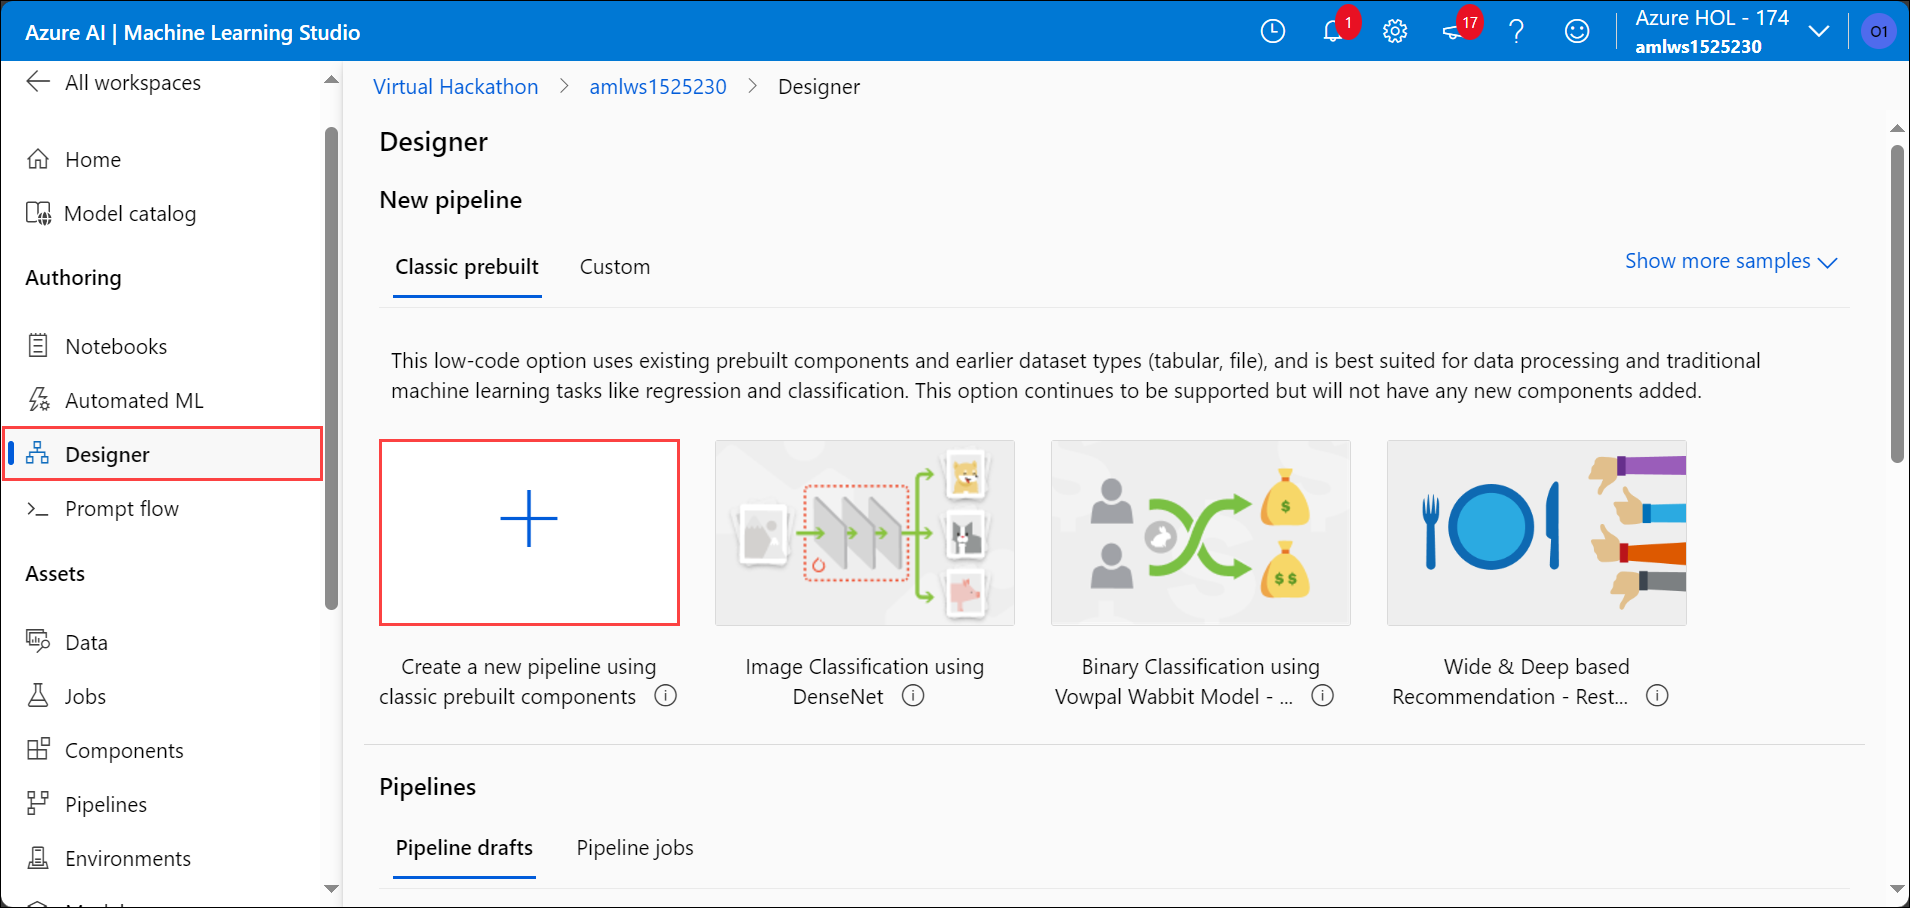 Azure AI | Machine Learning Studio
1
17
Azure HOL - 174
amlws1525230
O1
All workspaces
Home
Model catalog
Authoring
Notebooks
Automated ML
Designer
Prompt flow
Assets
Data
Jobs
Components
Pipelines
Environments
Virtual Hackathon > amlws1525230 > Designer
Designer
New pipeline
Classic prebuilt
Custom
Show more samples
This low-code option uses existing prebuilt components and earlier dataset types (tabular, file), and is best suited for data processing and traditional
machine learning tasks like regression and classification. This option continues to be supported but will not have any new components added.
$
$ $
Create a new pipeline using
classic prebuilt components
Image Classification using
DenseNet
Binary Classification using
Vowpal Wabbit Model - ...
Wide & Deep based
Recommendation - Rest...
Pipelines
Pipeline drafts
Pipeline jobs